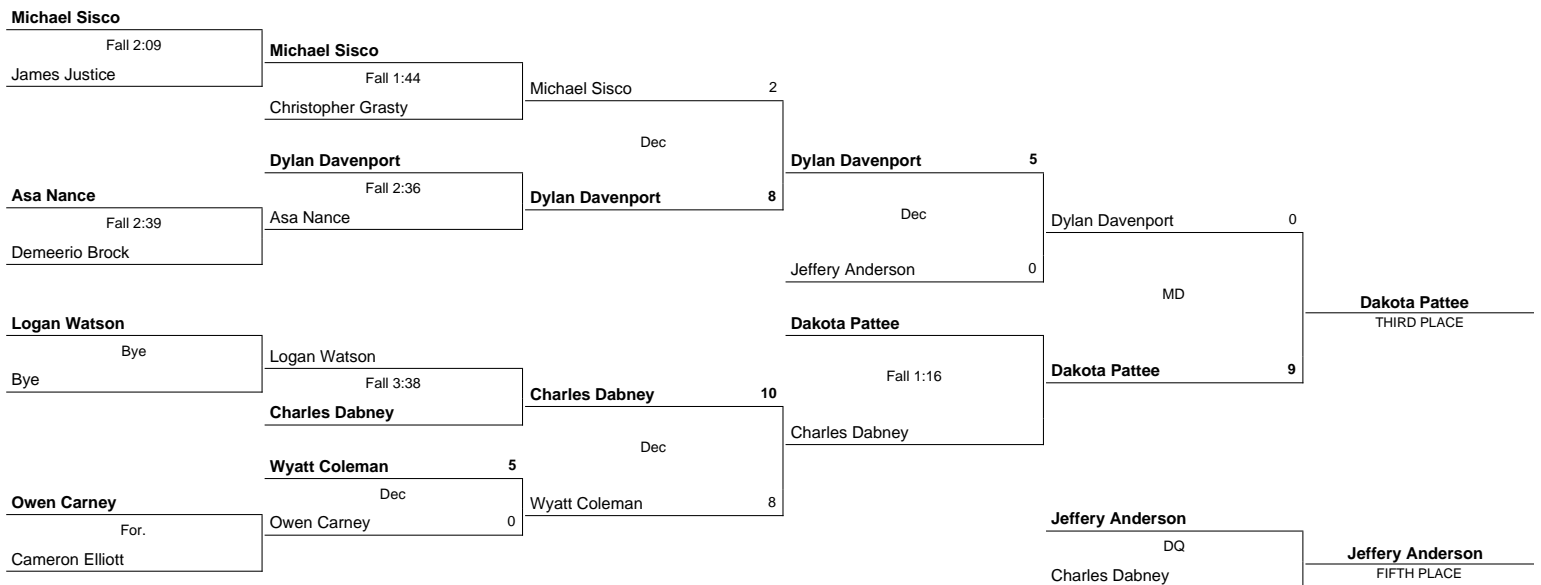 Michael Sisco
Fall 2:09
James Justice
Asa Nance
Fall 2:39
Demeerio Brock
Logan Watson
Bye
Bye
Owen Carney
For.
Cameron Elliott
Michael Sisco
Fall 1:44
Christopher Grasty
Dylan Davenport
Fall 2:36
Asa Nance
Logan Watson
Fall 3:38
Charles Dabney
Wyatt Coleman 5
Dec
Owen Carney 0
Michael Sisco 2
Dec
Dylan Davenport 8
Charles Dabney 10
Dec
Wyatt Coleman 8
Dylan Davenport 5
Dec
Jeffery Anderson 0
Dakota Pattee
Fall 1:16
Charles Dabney
Dylan Davenport 0
MD
Dakota Pattee 9
Dakota Pattee
THIRD PLACE
Jeffery Anderson
DQ
Charles Dabney
Jeffery Anderson
FIFTH PLACE